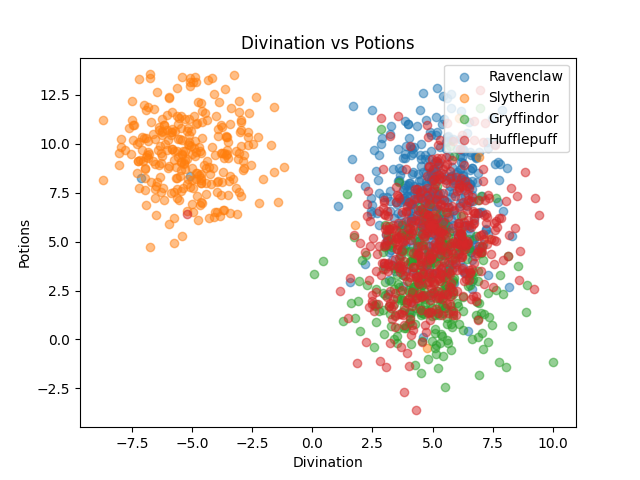 Divination vs Potions
Ravenclaw
Slytherin
Gryffindor
Hufflepuff
12.5
10.0
7.5
5.0
2.5
0.0
−2.5
Potions
−7.5 −5.0 −2.5 0.0 2.5 5.0 7.5 10.0
Divination